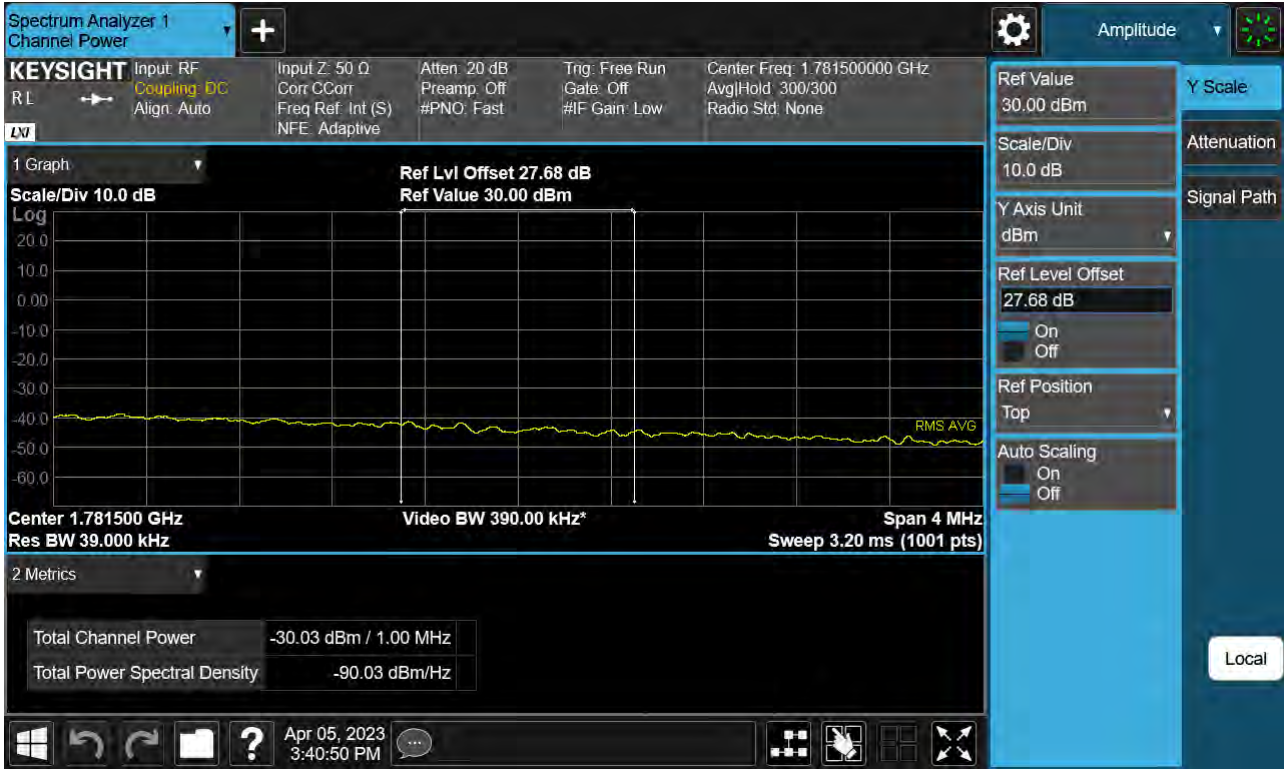 Spectrum Analyzer 1
Channel Power
Amplitude
KEYSIGHT
R L
LXI
Input: RF
Coupling: DC
Align: Auto
Input Z: 50 Ω
Corr CCorr
Freq Ref: Int (S)
NFE: Adaptive
Atten: 20 dB
Preamp: Off
#PNO: Fast
Trig: Free Run
Gate: Off
#IF Gain: Low
Center Freq: 1.781500000 GHz
Avg|Hold: 300/300
Radio Std: None
1 Graph
Scale/Div 10.0 dB
Ref Lvl Offset 27.68 dB
Ref Value 30.00 dBm
Log
20.0
10.0
0.00
-10.0
-20.0
-30.0
-40.0
-50.0
-60.0
RMS AVG
Center 1.781500 GHz
Res BW 39.000 kHz
Video BW 390.00 kHz*
Span 4 MHz
Sweep 3.20 ms (1001 pts)
2 Metrics
Total Channel Power -30.03 dBm / 1.00 MHz
Total Power Spectral Density -90.03 dBm/Hz
Ref Value
30.00 dBm
Scale/Div
10.0 dB
Y Axis Unit
dBm
Ref Level Offset
27.68 dB
On
Off
Ref Position
Top
Auto Scaling
On
Off
Y Scale
Attenuation
Signal Path
Local
?
Apr 05, 2023
3:40:50 PM